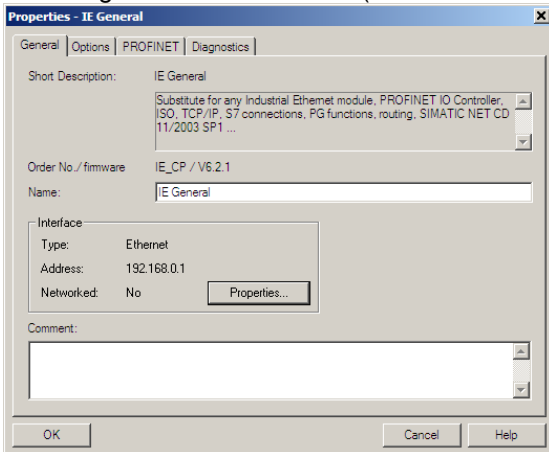 Properties - IE General
General Options PROFINET Diagnostics
Short Description: IE General
Substitute for any Industrial Ethernet module, PROFINET IO Controller,
ISO, TCP/IP, S7 connections, PG functions, routing, SIMATIC NET CD
11/2003 SP1 ...
Order No./ firmware IE_CP / V6.2.1
Name: IE General
Interface
Type: Ethernet
Address: 192.168.0.1
Networked: No Properties...
Comment:
OK Cancel Help